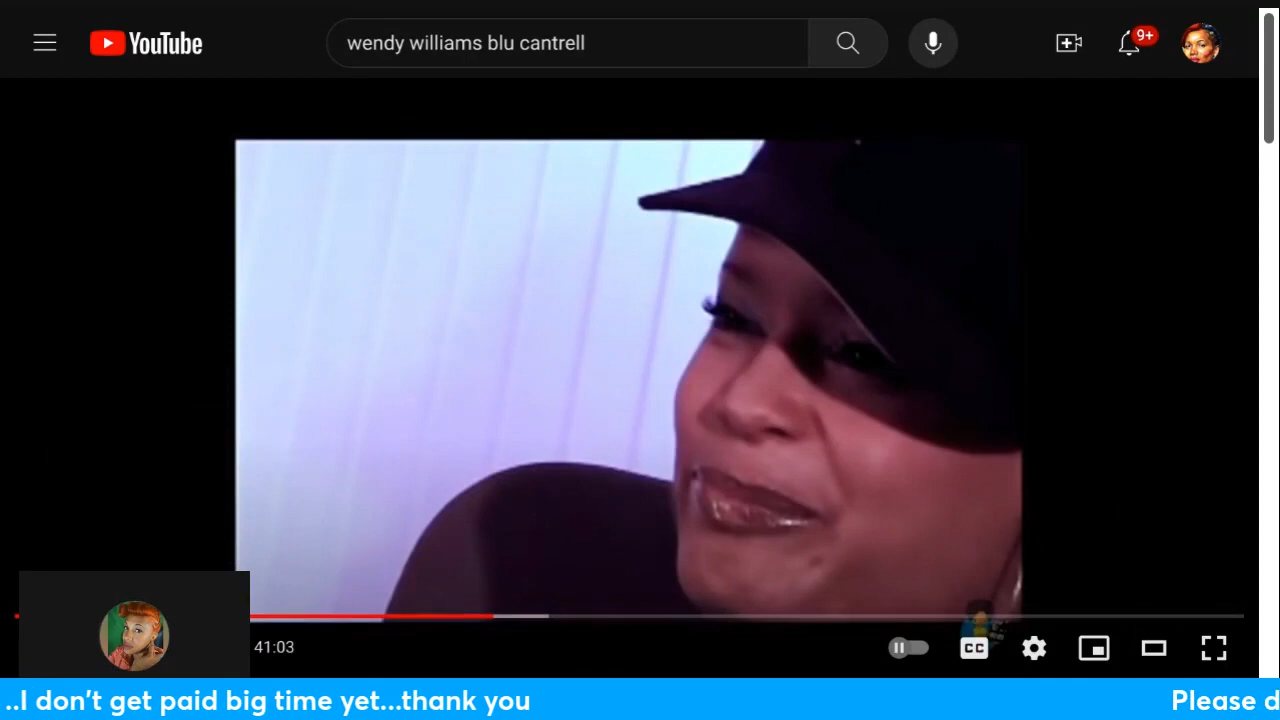 YouTube
wendy williams blu cantrell
9+
41:03
CC
..I don't get paid big time yet...thank you
Please d